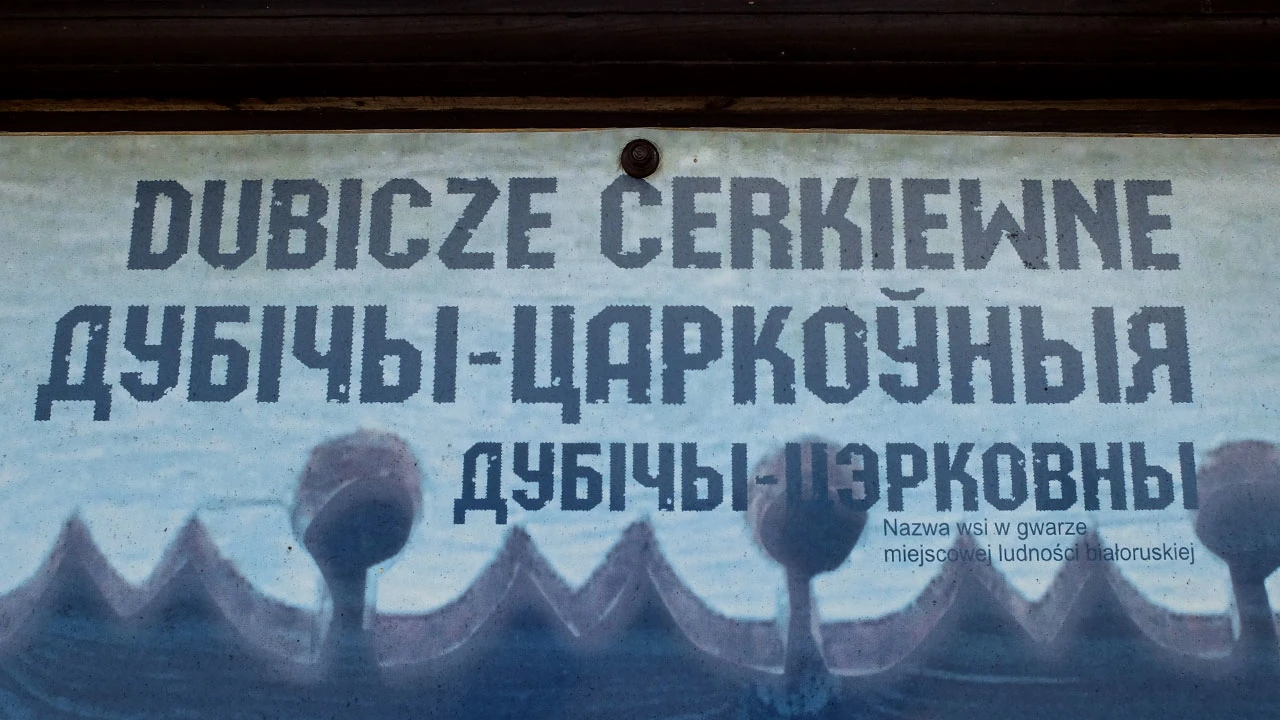 DUBICZE CERKIEWNE
ДУБІЧЫ-ЦАРКОЎНЫЯ
ДУБІЧЫ-ЦЭРКОВНЫ
Nazwa wsi w gwarze
miejscowej ludności białoruskiej